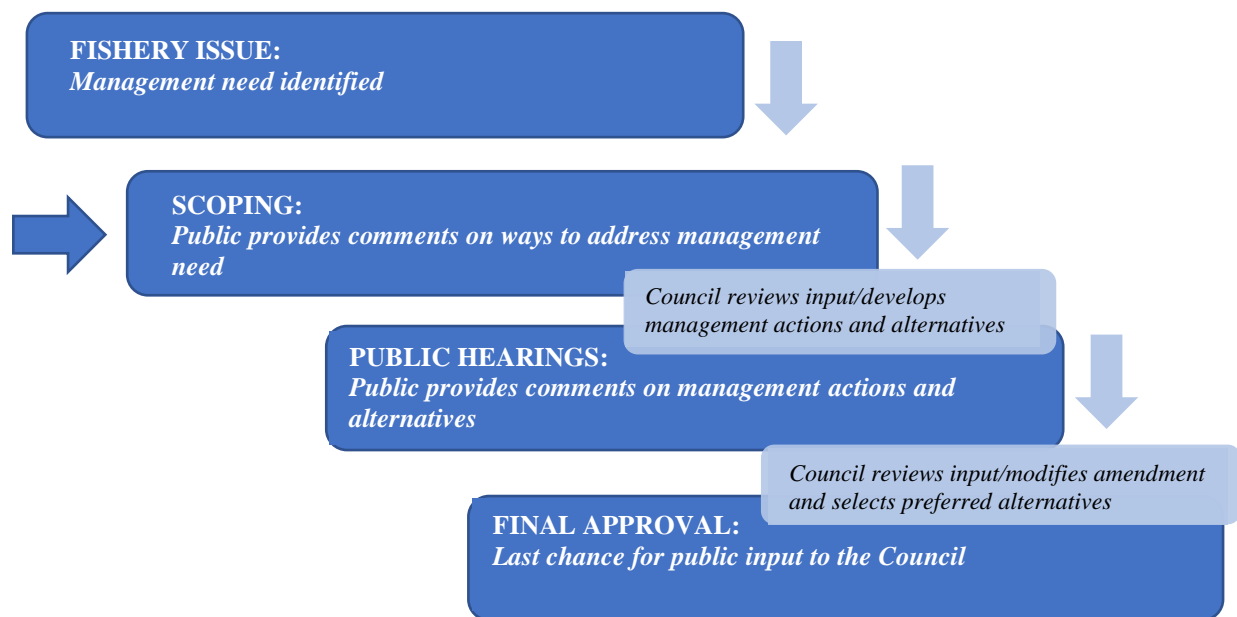 FISHERY ISSUE:
Management need identified
SCOPING:
Public provides comments on ways to address management
need
Council reviews input/develops
management actions and alternatives
PUBLIC HEARINGS:
Public provides comments on management actions and
alternatives
Council reviews input/modifies amendment
and selects preferred alternatives
FINAL APPROVAL:
Last chance for public input to the Council